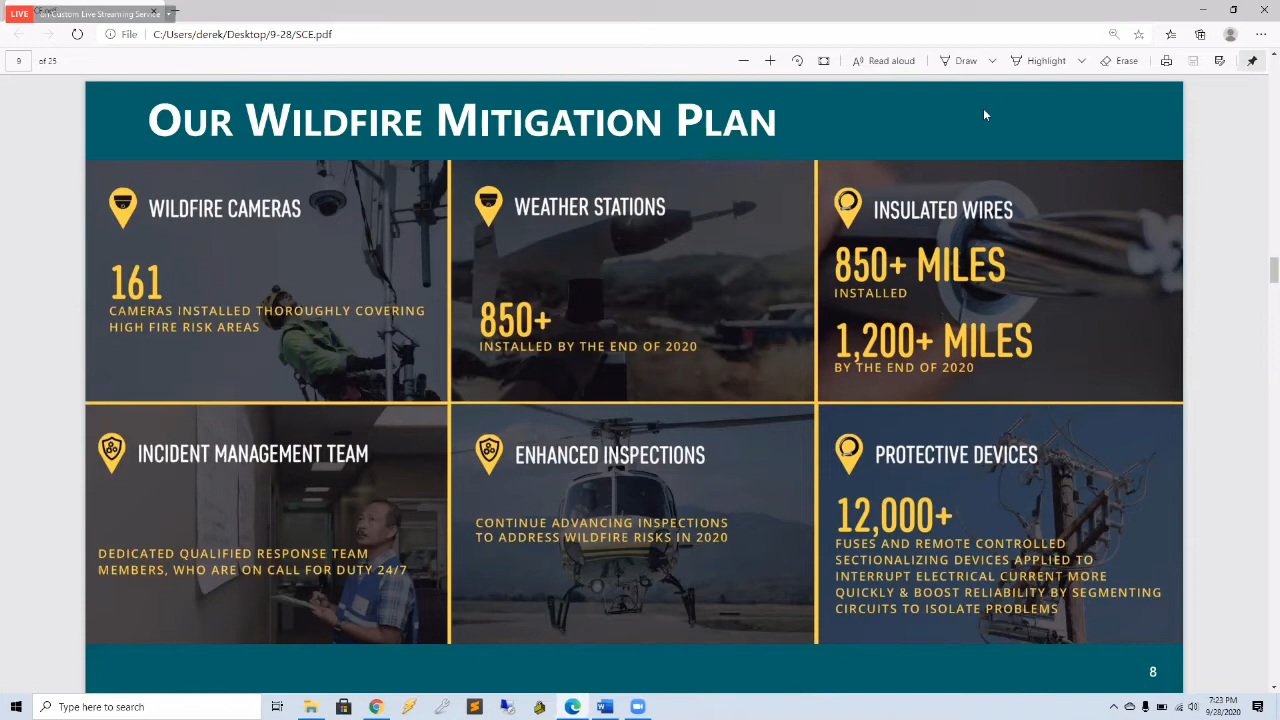 LIVE on Custom Live Streaming Service
File C:/Users/derek/Desktop/9-28/SCE.pdf
9 of 25
Read aloud Draw Highlight Erase
OUR WILDFIRE MITIGATION PLAN
WILDFIRE CAMERAS
161
CAMERAS INSTALLED THOROUGHLY COVERING
HIGH FIRE RISK AREAS
WEATHER STATIONS
850+
INSTALLED BY THE END OF 2020
INSULATED WIRES
850+ MILES
INSTALLED
1,200+ MILES
BY THE END OF 2020
INCIDENT MANAGEMENT TEAM
DEDICATED QUALIFIED RESPONSE TEAM
MEMBERS, WHO ARE ON CALL FOR DUTY 24/7
ENHANCED INSPECTIONS
CONTINUE ADVANCING INSPECTIONS
TO ADDRESS WILDFIRE RISKS IN 2020
PROTECTIVE DEVICES
12,000+
FUSES AND REMOTE CONTROLLED
SECTIONALIZING DEVICES APPLIED TO
INTERRUPT ELECTRICAL CURRENT MORE
QUICKLY & BOOST RELIABILITY BY SEGMENTING
CIRCUITS TO ISOLATE PROBLEMS
8
Type here to search
7:23 PM
9/28/2020